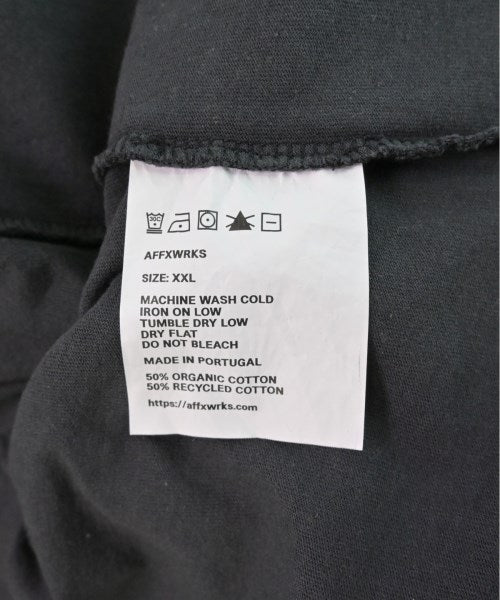 30C
AFFXWRKS
SIZE: XXL
MACHINE WASH COLD
IRON ON LOW
TUMBLE DRY LOW
DRY FLAT
DO NOT BLEACH
MADE IN PORTUGAL
50% ORGANIC COTTON
50% RECYCLED COTTON
https://affxwrks.com